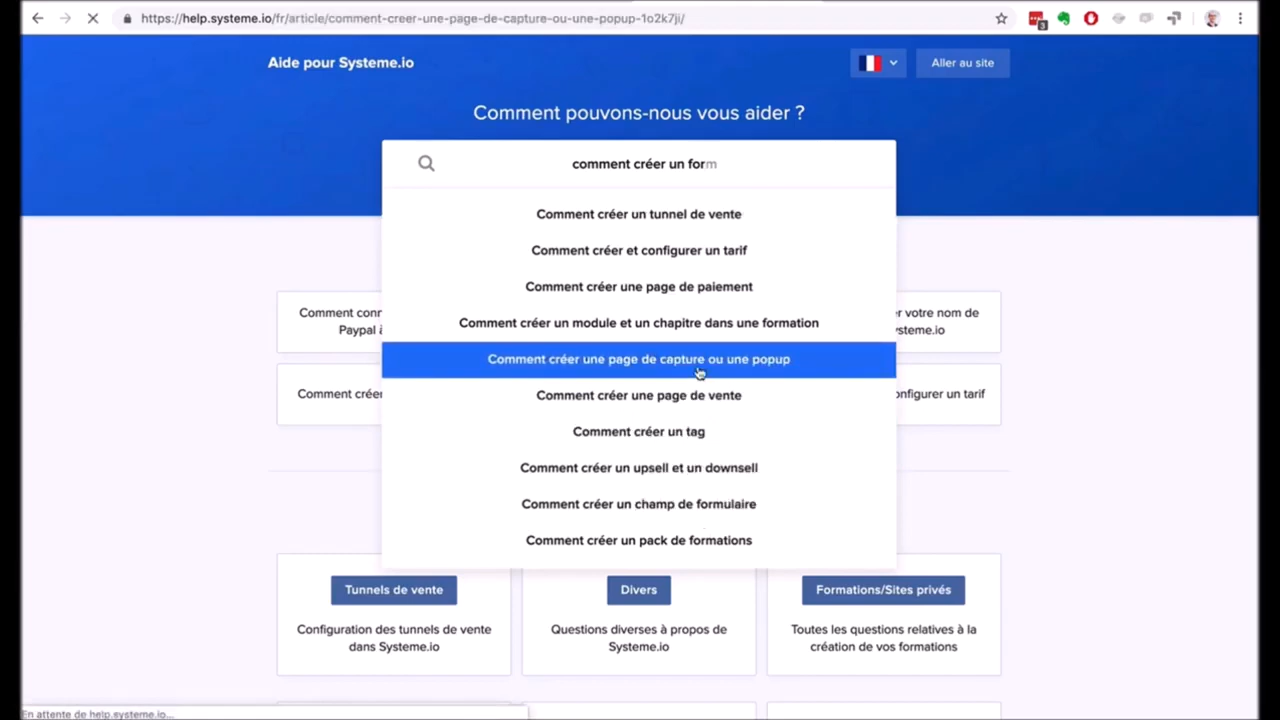 https://help.systeme.io/fr/article/comment-creer-une-page-de-capture-ou-une-popup-1o2k7ji/
3
Aide pour Systeme.io
Aller au site
Comment pouvons-nous vous aider ?
comment créer un form
Comment créer un tunnel de vente
Comment créer et configurer un tarif
Comment créer une page de paiement
Comment créer un module et un chapitre dans une formation
Comment créer une page de capture ou une popup
Comment créer une page de vente
Comment créer un tag
Comment créer un upsell et un downsell
Comment créer un champ de formulaire
Comment créer un pack de formations
Comment
Paypal
votre nom de
Comment
un tarif
Tunnels de vente
Configuration des tunnels de vente
dans Systeme.io
Divers
Questions diverses à propos de
Systeme.io
Formations/Sites privés
Toutes les questions relatives à la
création de vos formations
En attente de help.systeme.io...